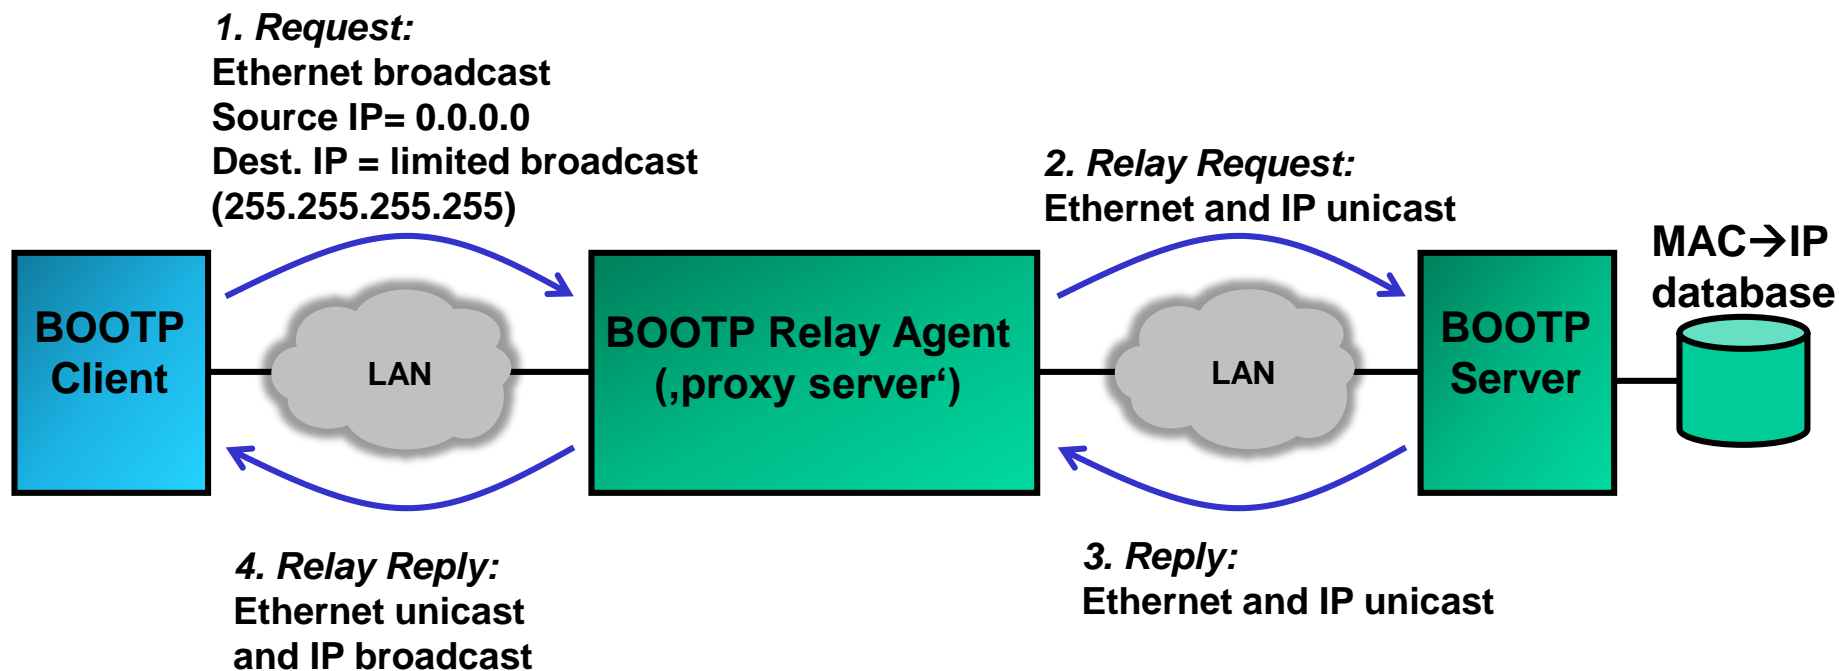 1. Request:
Ethernet broadcast
Source IP= 0.0.0.0
Dest. IP = limited broadcast
(255.255.255.255)
2. Relay Request:
Ethernet and IP unicast
MAC→IP
database
BOOTP
Client
LAN
BOOTP Relay Agent
(‚proxy server‘)
LAN
BOOTP
Server
4. Relay Reply:
Ethernet unicast
and IP broadcast
3. Reply:
Ethernet and IP unicast